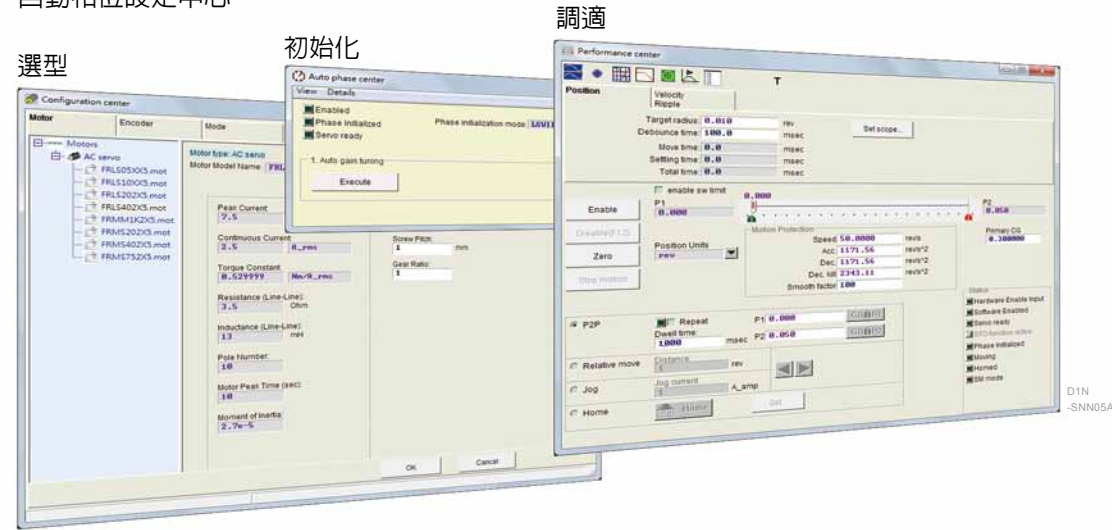 調適
初始化
選型
Performance center
Position
Velocity
Ripple
T
Target radius: 0.010 rev
Debounce time: 100.0 msec
Move time: 0.0 msec
Settling time: 0.0 msec
Total time: 0.0 msec
Set scope...
enable sw limit
0.000
P1
0.000
P2
0.050
Enable
Disable(F12)
Zero
Stop motion
Position Units
rev
Motion Protection
Speed 50.0000 rev/s
Acc. 1171.56 rev/s^2
Dec. 1171.56 rev/s^2
Dec. kill 2343.11 rev/s^2
Smooth factor 100
Primary CG
0.300000
P2P
Repeat
Dwell time:
1000 msec
P1 0.000
P2 0.050
Relative move
Distance
1 rev
Jog
Jog current
1 A_amp
Home
Home
Set
Status
Hardware Enable Input
Software Enabled
Servo ready
STO function active
Phase Initialized
Moving
Homed
SM mode
Auto phase center
View Details
Enabled
Phase Initialized
Servo ready
Phase initialization mode:
1. Auto gain tuning
Execute
Configuration center
Motor
Encoder
Mode
Motors
AC servo
FRLS05XX5.mot
FRLS10XX5.mot
FRLS202X5.mot
FRLS402X5.mot
FRMM1K2X5.mot
FRMS202X5.mot
FRMS402X5.mot
FRMS752X5.mot
Motor type: AC servo
Motor Model Name:
Peak Current
7.5
Continuous Current
2.5 A_rms
Torque Constant
0.529999 Nm/A_rms
Resistance (Line-Line):
3.5 Ohm
Inductance (Line-Line):
13 mH
Pole Number:
10
Motor Peak Time (sec):
10
Moment of Inertia:
2.7e-5
Screw Pitch:
1 mm
Gear Ratio:
1
OK
Cancel
D1N
-SNN05A